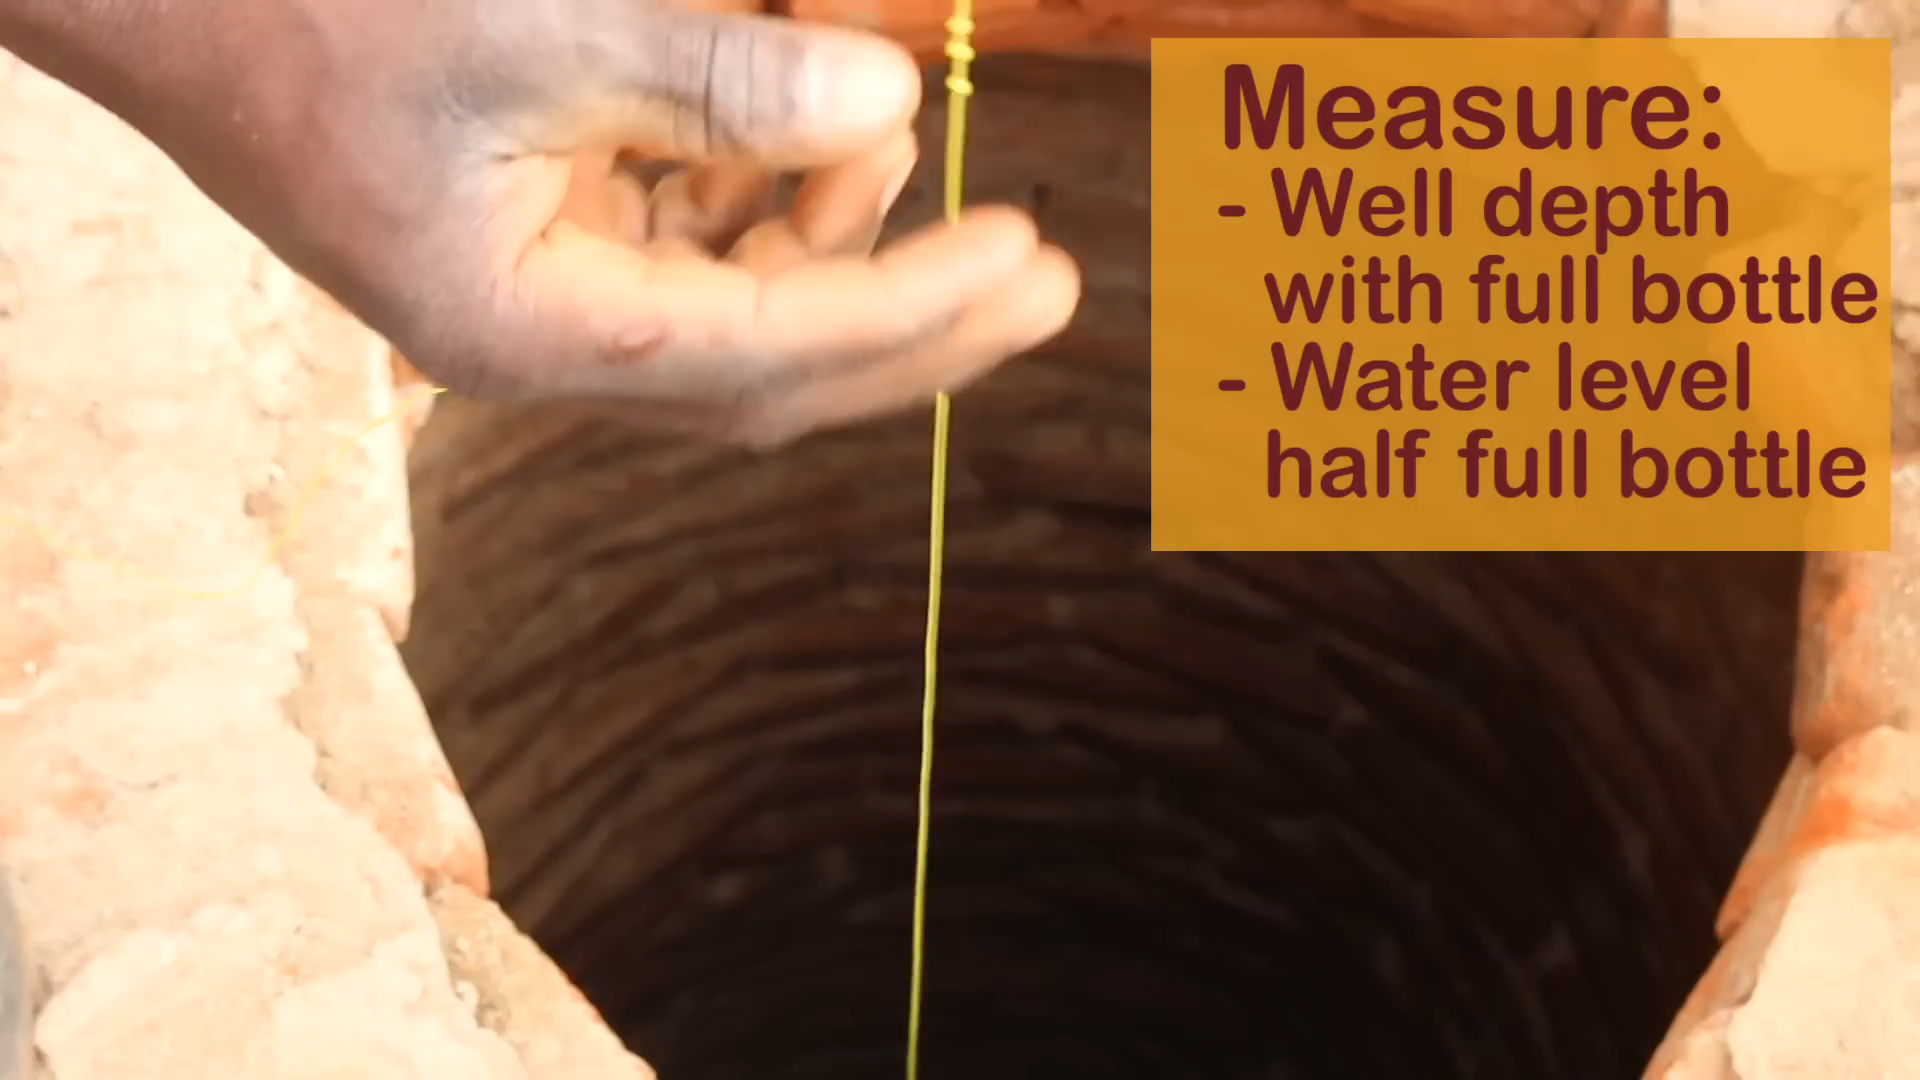 Measure:
- Well depth
with full bottle
- Water level
half full bottle